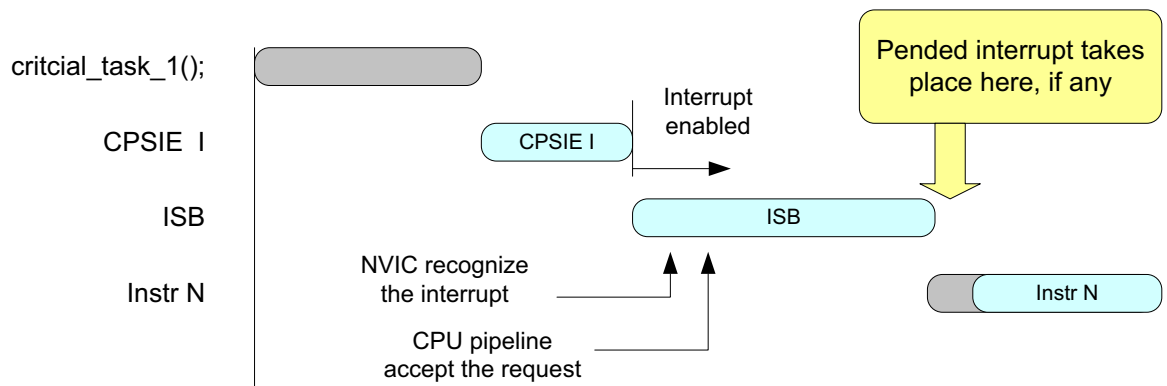 critcial_task_1();
Pended interrupt takes
place here, if any
Interrupt
enabled
CPSIE  I
CPSIE I
ISB
ISB
NVIC recognize
the interrupt
Instr N
Instr N
CPU pipeline
accept the request